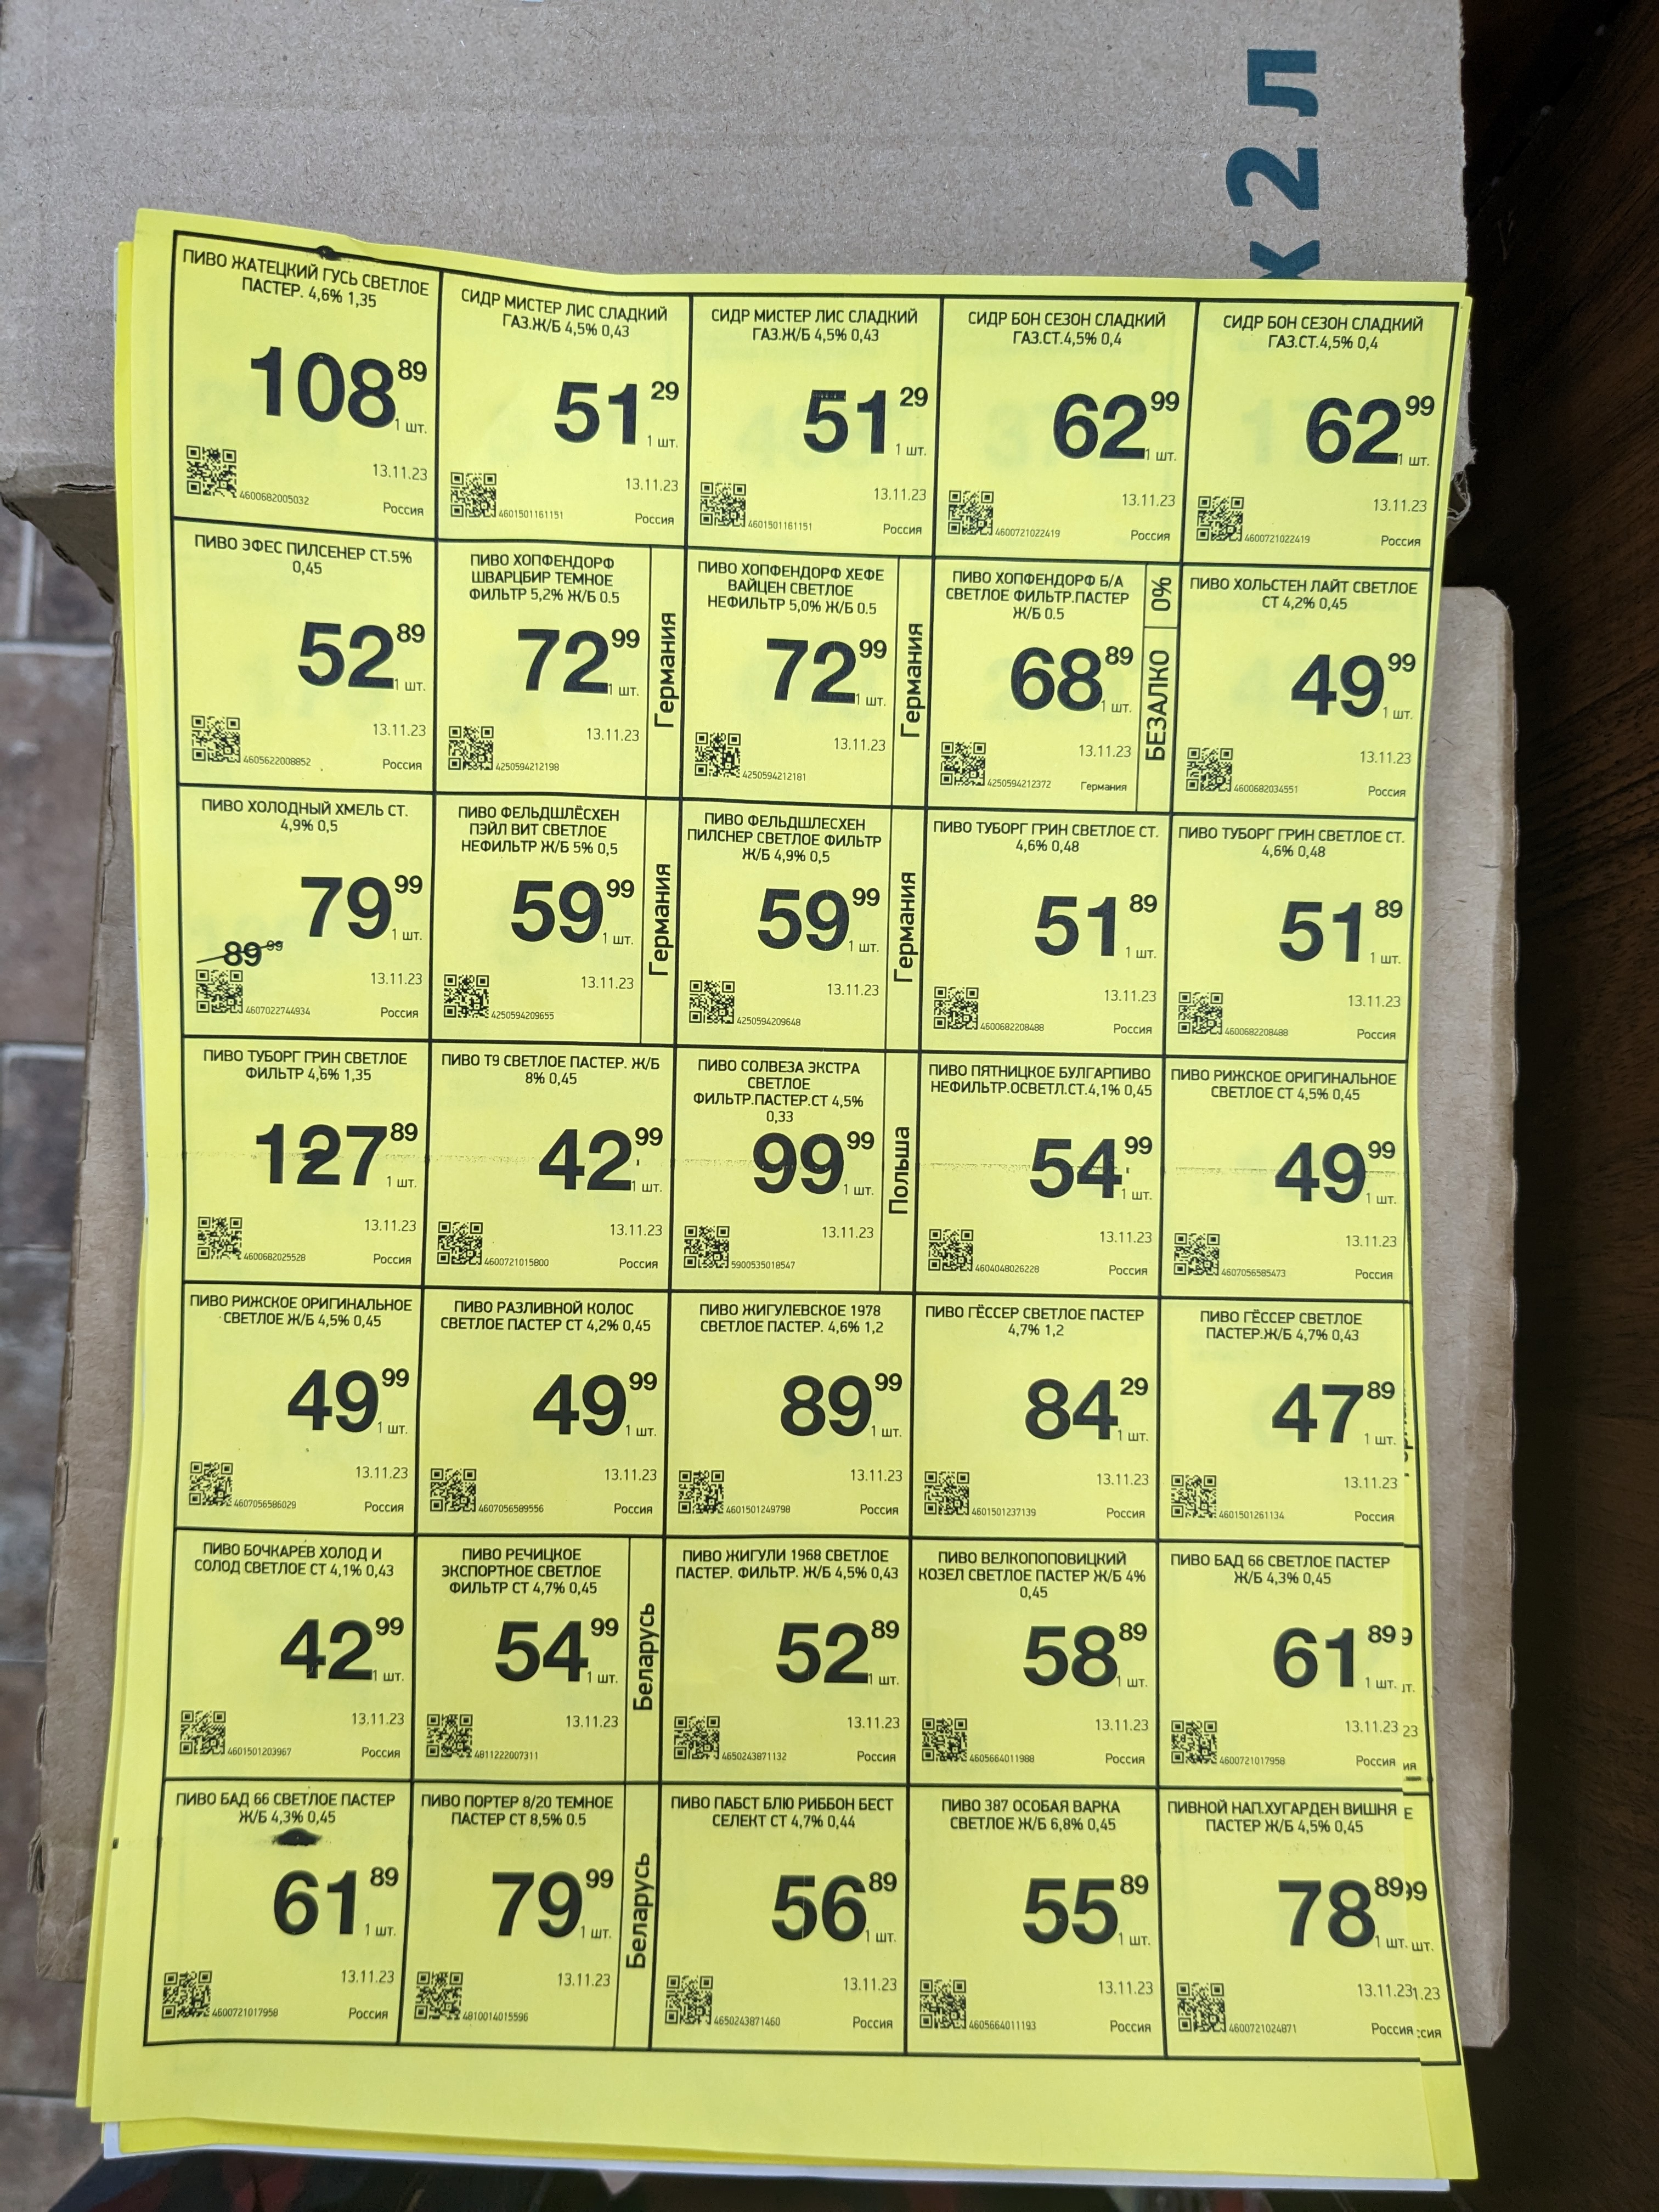 х 2 л
ПИВО ЖАТЕЦКИЙ ГУСЬ СВЕТЛОЕ
ПАСТЕР. 4,6% 1,35
108 89
1 шт.
13.11.23
4600682005032
Россия
СИДР МИСТЕР ЛИС СЛАДКИЙ
ГАЗ.Ж/Б 4,5% 0,43
51 29
1 шт.
13.11.23
4601501161151
Россия
СИДР МИСТЕР ЛИС СЛАДКИЙ
ГАЗ.Ж/Б 4,5% 0,43
51 29
1 шт.
13.11.23
4601501161151
Россия
СИДР БОН СЕЗОН СЛАДКИЙ
ГАЗ.СТ.4,5% 0,4
62 99
1 шт.
13.11.23
4600721022419
Россия
СИДР БОН СЕЗОН СЛАДКИЙ
ГАЗ.СТ.4,5% 0,4
62 99
1 шт.
13.11.23
4600721022419
Россия
ПИВО ЭФЕС ПИЛСЕНЕР СТ.5%
0,45
52 89
1 шт.
13.11.23
4605622008852
Россия
ПИВО ХОПФЕНДОРФ
ШВАРЦБИР ТЕМНОЕ
ФИЛЬТР 5,2% Ж/Б 0.5
72 99
1 шт.
13.11.23
4250594212198
Германия
ПИВО ХОПФЕНДОРФ ХЕФЕ
ВАЙЦЕН СВЕТЛОЕ
НЕФИЛЬТР 5,0% Ж/Б 0.5
72 99
1 шт.
13.11.23
4250594212181
Германия
ПИВО ХОПФЕНДОРФ Б/А
СВЕТЛОЕ ФИЛЬТР.ПАСТЕР
Ж/Б 0.5
68 89
1 шт.
13.11.23
4250594212372
Германия
БЕЗАЛКО 0%
ПИВО ХОЛЬСТЕН ЛАЙТ СВЕТЛОЕ
СТ 4,2% 0,45
49 99
1 шт.
13.11.23
4600682034551
Россия
ПИВО ХОЛОДНЫЙ ХМЕЛЬ СТ.
4,9% 0,5
79 99
1 шт.
89 99
13.11.23
4607022744934
Россия
ПИВО ФЕЛЬДШЛЁСХЕН
ПЭЙЛ ВИТ СВЕТЛОЕ
НЕФИЛЬТР Ж/Б 5% 0,5
59 99
1 шт.
13.11.23
4250594209655
Германия
ПИВО ФЕЛЬДШЛЕСХЕН
ПИЛСНЕР СВЕТЛОЕ ФИЛЬТР
Ж/Б 4,9% 0,5
59 99
1 шт.
13.11.23
4250594209648
Германия
ПИВО ТУБОРГ ГРИН СВЕТЛОЕ СТ.
4,6% 0,48
51 89
1 шт.
13.11.23
4600682208488
Россия
ПИВО ТУБОРГ ГРИН СВЕТЛОЕ СТ.
4,6% 0,48
51 89
1 шт.
13.11.23
4600682208488
Россия
ПИВО ТУБОРГ ГРИН СВЕТЛОЕ
ФИЛЬТР 4,6% 1,35
127 89
1 шт.
13.11.23
4600682025528
Россия
ПИВО Т9 СВЕТЛОЕ ПАСТЕР. Ж/Б
8% 0,45
42 99
1 шт.
13.11.23
4600721015800
Россия
ПИВО СОЛВЕЗА ЭКСТРА
СВЕТЛОЕ
ФИЛЬТР.ПАСТЕР.СТ 4,5%
0,33
99 99
1 шт.
13.11.23
5900535018547
Польша
ПИВО ПЯТНИЦКОЕ БУЛГАРПИВО
НЕФИЛЬТР.ОСВЕТЛ.СТ.4,1% 0,45
54 99
1 шт.
13.11.23
4604048026228
Россия
ПИВО РИЖСКОЕ ОРИГИНАЛЬНОЕ
СВЕТЛОЕ СТ 4,5% 0,45
49 99
1 шт.
13.11.23
4607056585473
Россия
ПИВО РИЖСКОЕ ОРИГИНАЛЬНОЕ
СВЕТЛОЕ Ж/Б 4,5% 0,45
49 99
1 шт.
13.11.23
4607056586029
Россия
ПИВО РАЗЛИВНОЙ КОЛОС
СВЕТЛОЕ ПАСТЕР СТ 4,2% 0,45
49 99
1 шт.
13.11.23
4607056589556
Россия
ПИВО ЖИГУЛЕВСКОЕ 1978
СВЕТЛОЕ ПАСТЕР. 4,6% 1,2
89 99
1 шт.
13.11.23
4601501249798
Россия
ПИВО ГЁССЕР СВЕТЛОЕ ПАСТЕР
4,7% 1,2
84 29
1 шт.
13.11.23
4601501237139
Россия
ПИВО ГЁССЕР СВЕТЛОЕ
ПАСТЕР.Ж/Б 4,7% 0,43
47 89
1 шт.
13.11.23
4601501261134
Россия
ПИВО БОЧКАРЕВ ХОЛОД И
СОЛОД СВЕТЛОЕ СТ 4,1% 0,43
42 99
1 шт.
13.11.23
4601501203967
Россия
ПИВО РЕЧИЦКОЕ
ЭКСПОРТНОЕ СВЕТЛОЕ
ФИЛЬТР СТ 4,7% 0,45
54 99
1 шт.
13.11.23
4811222007311
Беларусь
ПИВО ЖИГУЛИ 1968 СВЕТЛОЕ
ПАСТЕР. ФИЛЬТР. Ж/Б 4,5% 0,43
52 89
1 шт.
13.11.23
4650243871132
Россия
ПИВО ВЕЛКОПОПОВИЦКИЙ
КОЗЕЛ СВЕТЛОЕ ПАСТЕР Ж/Б 4%
0,45
58 89
1 шт.
13.11.23
4605664011988
Россия
ПИВО БАД 66 СВЕТЛОЕ ПАСТЕР
Ж/Б 4,3% 0,45
61 89 9
1 шт. т.
13.11.23 23
4600721017958
Россия ия
ПИВО БАД 66 СВЕТЛОЕ ПАСТЕР
Ж/Б 4,3% 0,45
61 89
1 шт.
13.11.23
4600721017958
Россия
ПИВО ПОРТЕР 8/20 ТЕМНОЕ
ПАСТЕР СТ 8,5% 0.5
79 99
1 шт.
13.11.23
4810014015596
Беларусь
ПИВО ПАБСТ БЛЮ РИББОН БЕСТ
СЕЛЕКТ СТ 4,7% 0,44
56 89
1 шт.
13.11.23
4650243871460
Россия
ПИВО 387 ОСОБАЯ ВАРКА
СВЕТЛОЕ Ж/Б 6,8% 0,45
55 89
1 шт.
13.11.23
4605664011193
Россия
ПИВНОЙ НАП.ХУГАРДЕН ВИШНЯ Е
ПАСТЕР Ж/Б 4,5% 0,45
78 89 99
1 шт. шт.
13.11.23 1.23
4600721024871
Россия сия